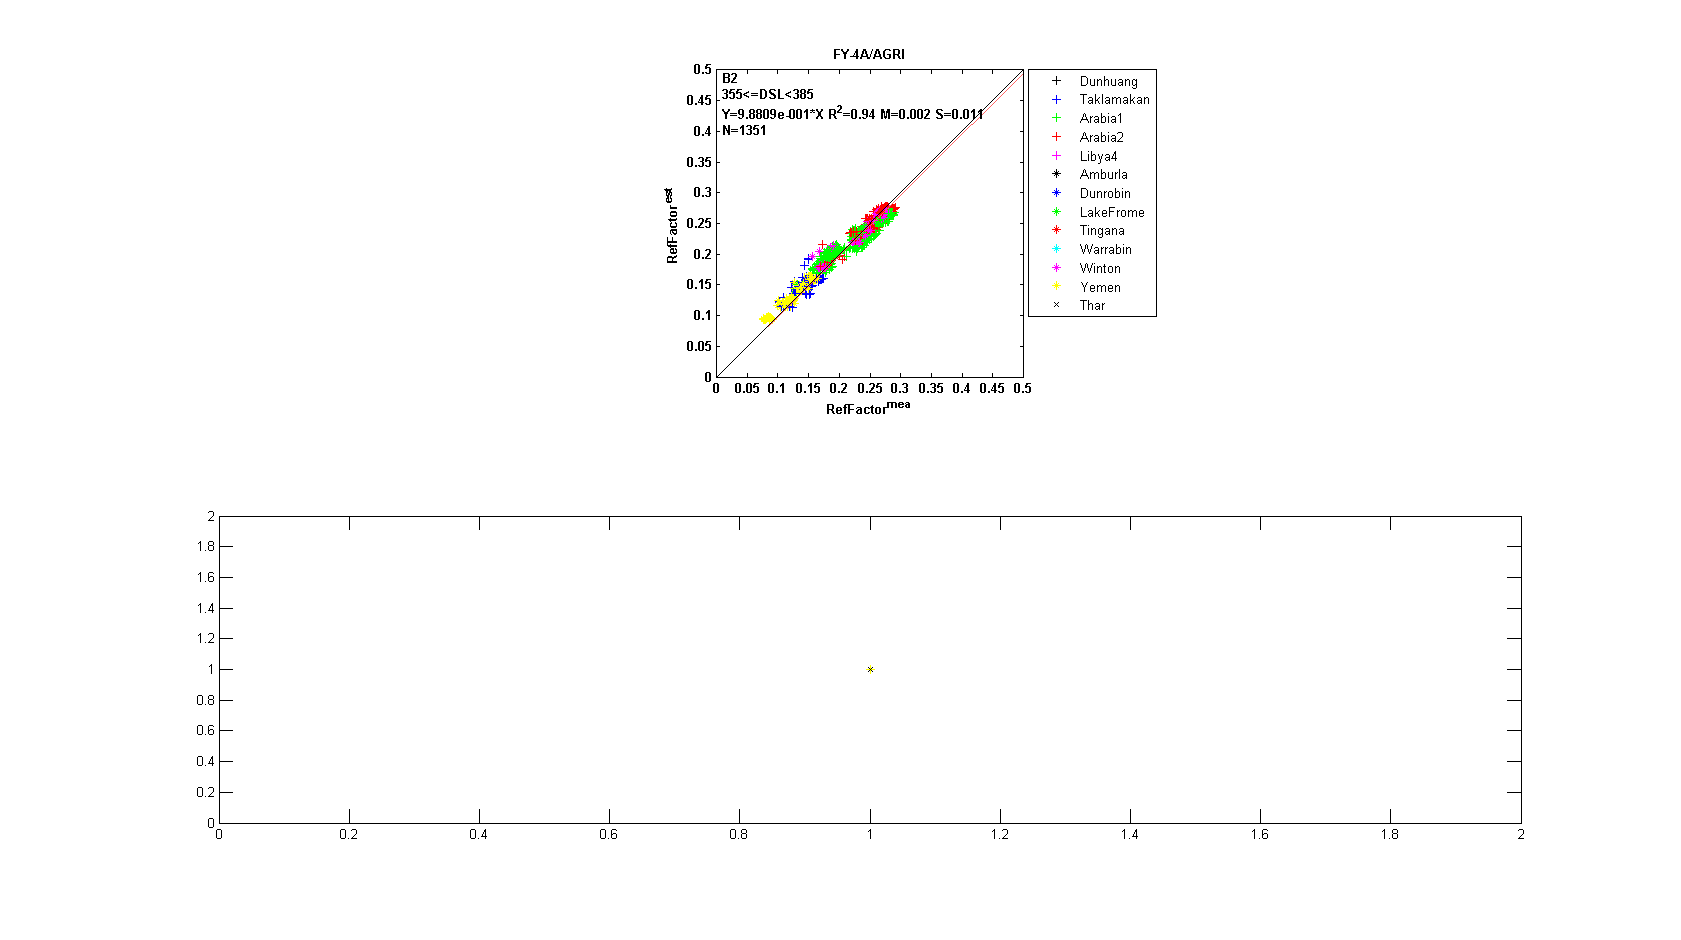 FY-4A/AGRI
B2
355<=DSL<385
Y=9.8809e-001*X R2=0.94 M=0.002 S=0.011
N=1351
0.5
0.45
0.4
0.35
0.3
0.25
0.2
0.15
0.1
0.05
0
0 0.05 0.1 0.15 0.2 0.25 0.3 0.35 0.4 0.45 0.5
RefFactorest
RefFactormea
Dunhuang
Taklamakan
Arabia1
Arabia2
Libya4
Amburla
Dunrobin
LakeFrome
Tingana
Warrabin
Winton
Yemen
Thar
2
1.8
1.6
1.4
1.2
1
0.8
0.6
0.4
0.2
0
0 0.2 0.4 0.6 0.8 1 1.2 1.4 1.6 1.8 2